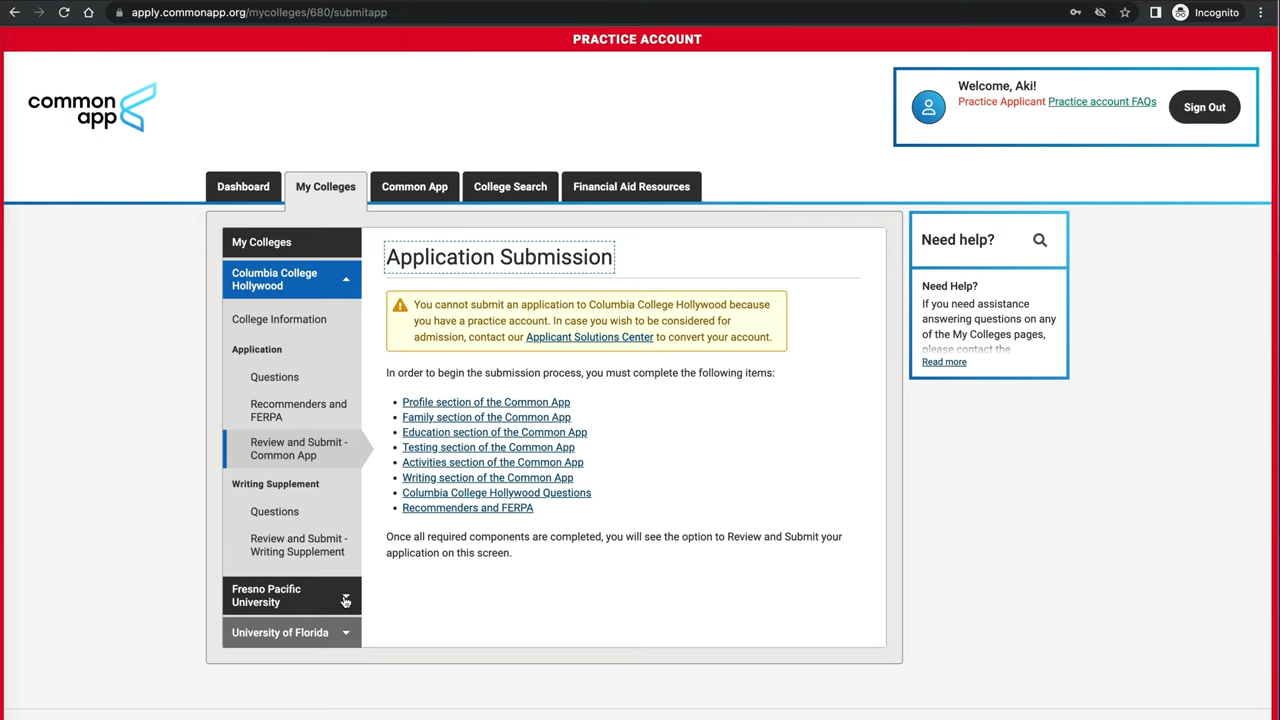 apply.commonapp.org/mycolleges/680/submitapp
Incognito
PRACTICE ACCOUNT
common
app
Welcome, Aki!
Practice Applicant Practice account FAQs
Sign Out
Dashboard
My Colleges
Common App
College Search
Financial Aid Resources
My Colleges
Columbia College
Hollywood
College Information
Application
Questions
Recommenders and
FERPA
Review and Submit -
Common App
Writing Supplement
Questions
Review and Submit -
Writing Supplement
Fresno Pacific
University
University of Florida
Application Submission
You cannot submit an application to Columbia College Hollywood because
you have a practice account. In case you wish to be considered for
admission, contact our Applicant Solutions Center to convert your account.
In order to begin the submission process, you must complete the following items:
• Profile section of the Common App
• Family section of the Common App
• Education section of the Common App
• Testing section of the Common App
• Activities section of the Common App
• Writing section of the Common App
• Columbia College Hollywood Questions
• Recommenders and FERPA
Once all required components are completed, you will see the option to Review and Submit your
application on this screen.
Need help?
Need Help?
If you need assistance
answering questions on any
of the My Colleges pages,
please contact the
Read more